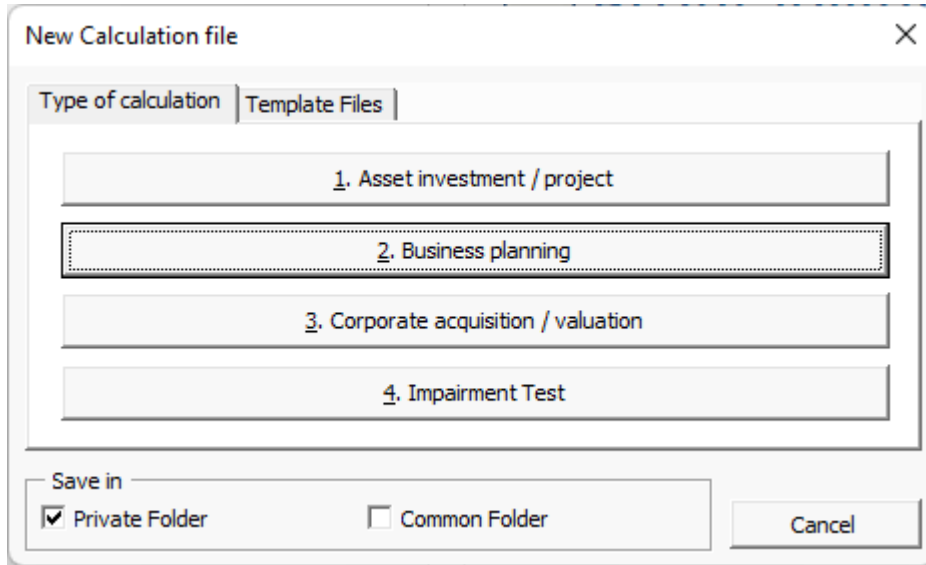 New Calculation file
Type of calculation
Template Files
1. Asset investment / project
2. Business planning
3. Corporate acquisition / valuation
4. Impairment Test
Save in
Private Folder
Common Folder
Cancel